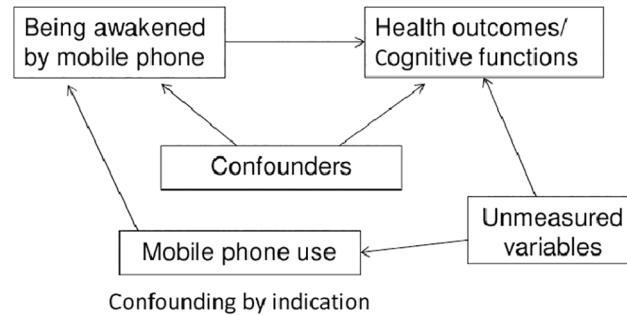 Being awakened
by mobile phone
Health outcomes/
Cognitive functions
Confounders
Unmeasured
variables
Mobile phone use
Confounding by indication